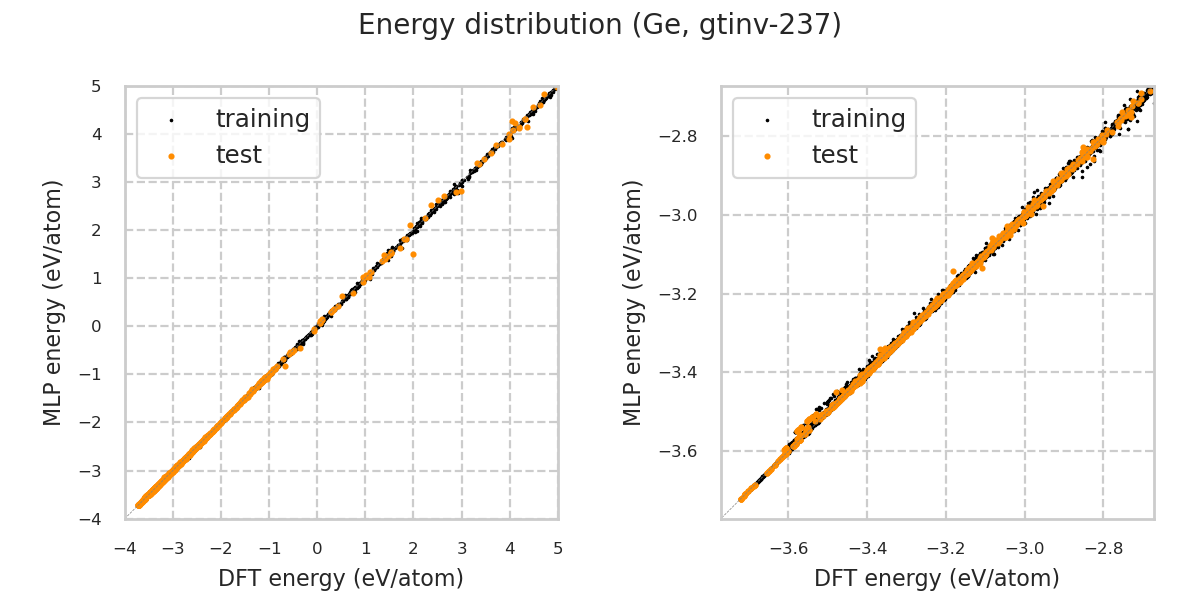 Energy distribution (Ge, gtinv-237)
5
4
3
2
1
0
−1
−2
−3
−4
MLP energy (eV/atom)
training
test
−4 −3 −2 −1 0 1 2 3 4 5
DFT energy (eV/atom)
−2.8
−3.0
−3.2
−3.4
−3.6
MLP energy (eV/atom)
training
test
−3.6 −3.4 −3.2 −3.0 −2.8
DFT energy (eV/atom)